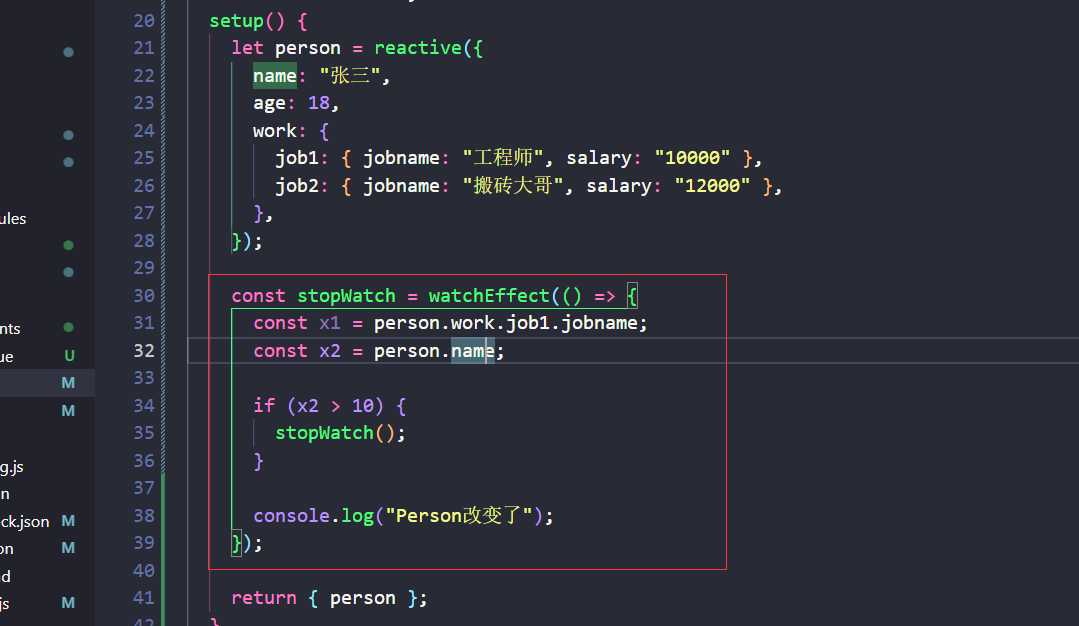 20 setup() {
21 let person = reactive({
22 name: "张三",
23 age: 18,
24 work: {
25 job1: { jobname: "工程师", salary: "10000" },
26 job2: { jobname: "搬砖大哥", salary: "12000" },
ules 27 },
28 });
29
30 const stopWatch = watchEffect(() => {
nts 31 const x1 = person.work.job1.jobname;
ue U 32 const x2 = person.name;
33
M 34 if (x2 > 10) {
M 35 stopWatch();
36 }
g.js 37
n
ck.json M 38 console.log("Person改变了");
on M 39 });
d 40
js M 41 return { person };
42 }